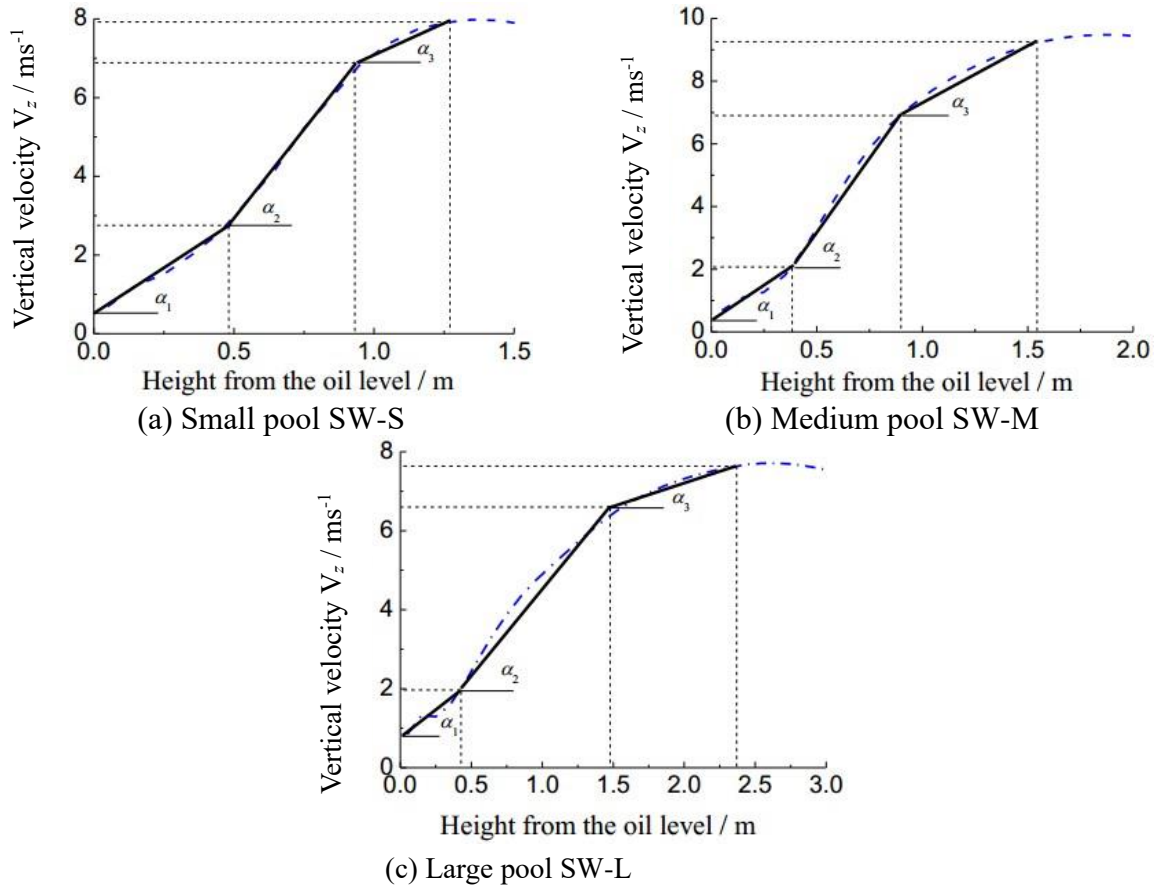 Vertical velocity Vz / ms-1
8
6
4
2
0
α1
α2
α3
0.0 0.5 1.0 1.5
Height from the oil level / m
(a) Small pool SW-S
Vertical velocity Vz / ms-1
10
8
6
4
2
0
α1
α2
α3
0.0 0.5 1.0 1.5 2.0
Height from the oil level / m
(b) Medium pool SW-M
Vertical velocity Vz / ms-1
8
6
4
2
0
α1
α2
α3
0.0 0.5 1.0 1.5 2.0 2.5 3.0
Height from the oil level / m
(c) Large pool SW-L